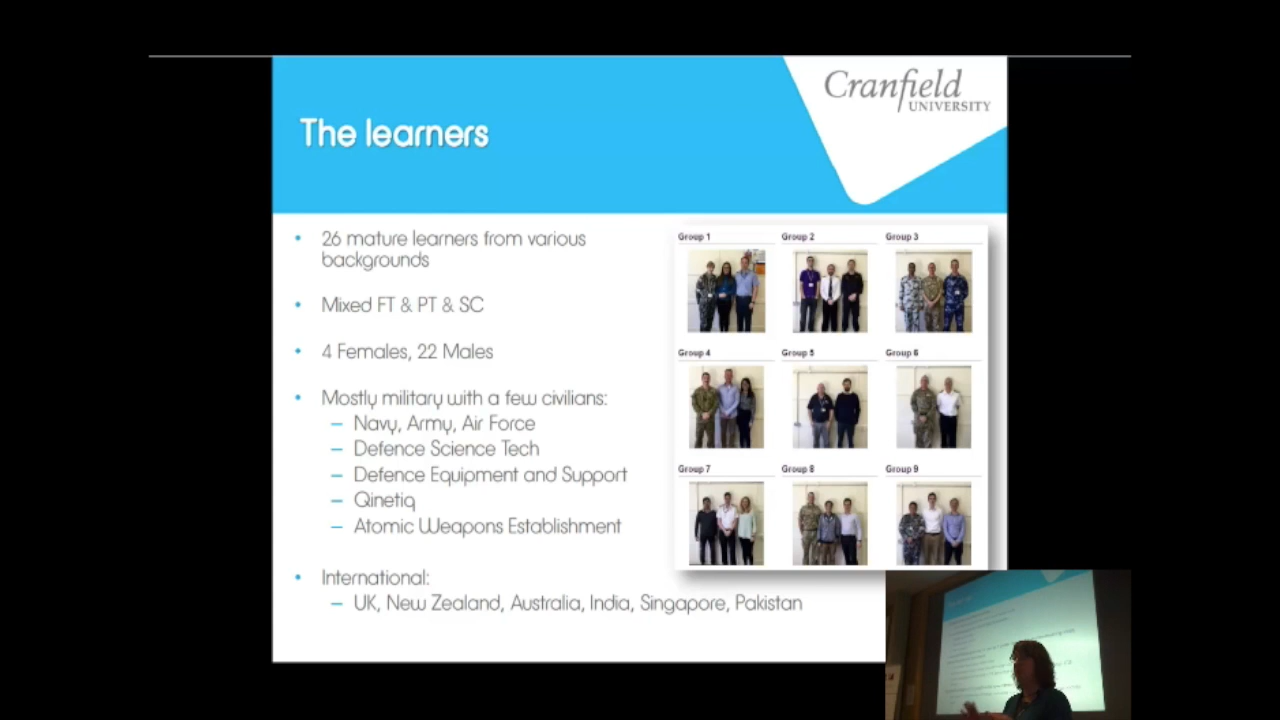 Cranfield
UNIVERSITY
The learners
• 26 mature learners from various
backgrounds
• Mixed FT & PT & SC
• 4 Females, 22 Males
• Mostly military with a few civilians:
– Navy, Army, Air Force
– Defence Science Tech
– Defence Equipment and Support
– Qinetiq
– Atomic Weapons Establishment
• International:
– UK, New Zealand, Australia, India, Singapore, Pakistan
Group 1 Group 2 Group 3
Group 4 Group 5 Group 6
Group 7 Group 8 Group 9